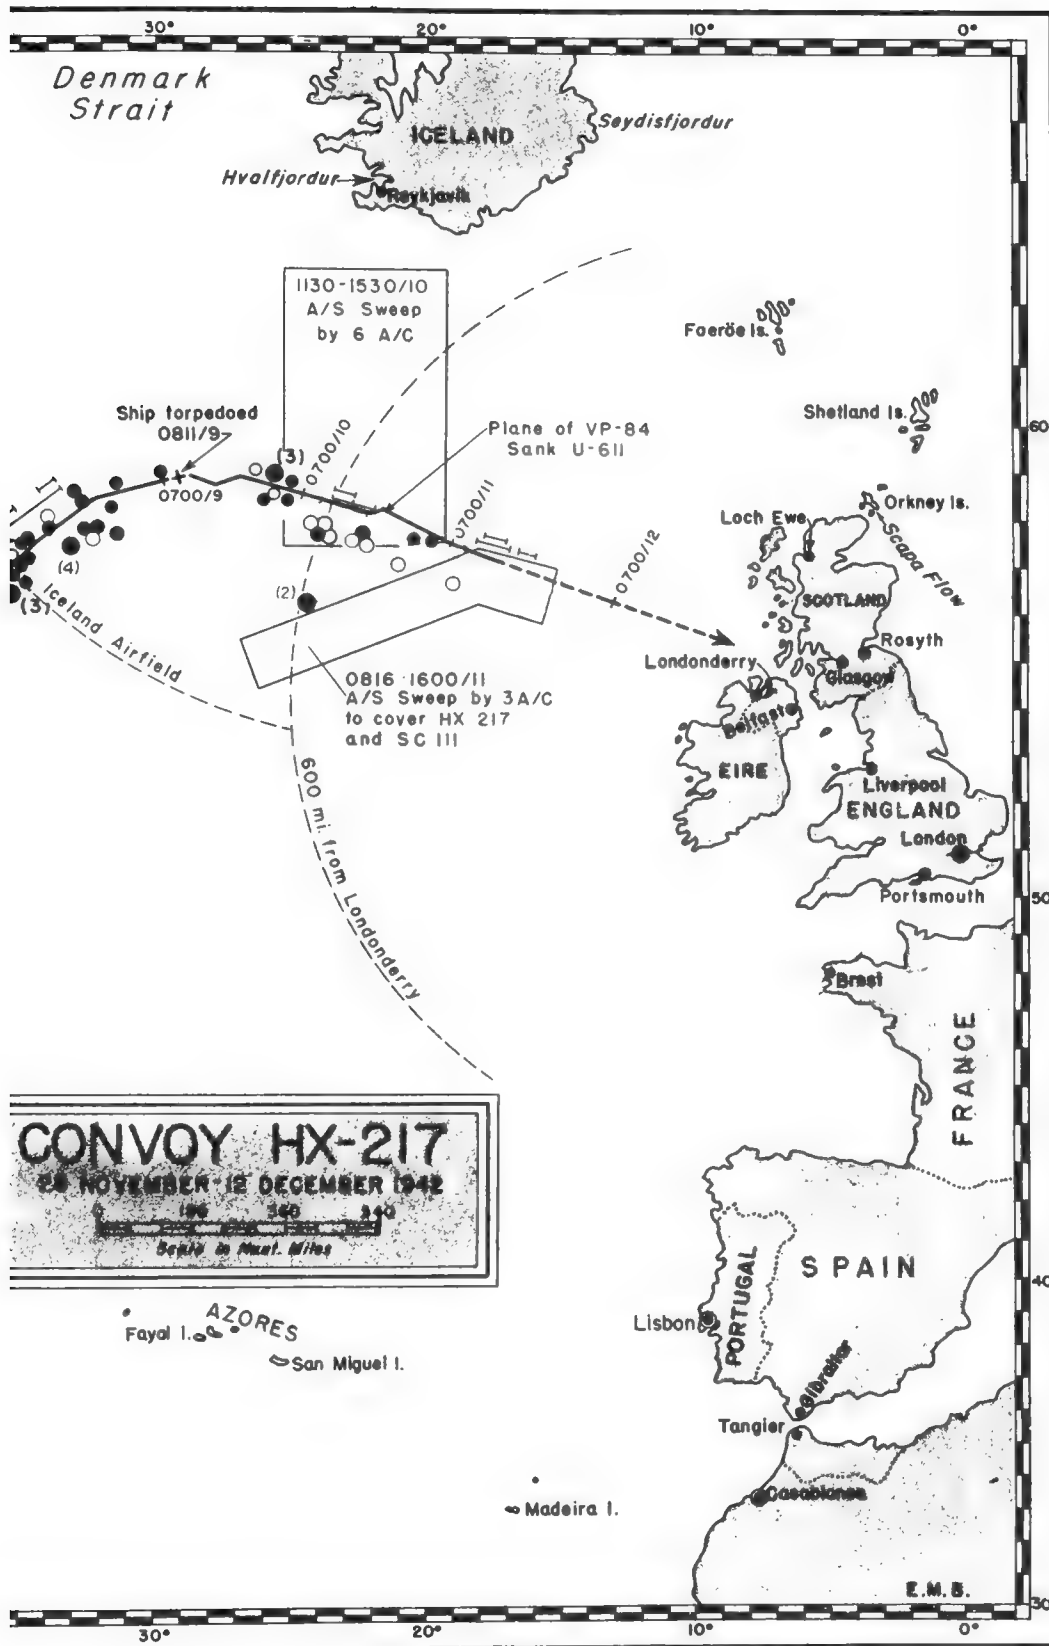 30°
20°
10°
0°
Denmark
Strait
ICELAND
Seydisfjordur
Hvalfjordur
Reykjavik
1130-1530/10
A/S Sweep
by 6 A/C
Faeröe Is.
Ship torpedoed
0811/9
Shetland Is.
60
Plane of VP-84
Sank U-611
(3)
0700/10
0700/9
0700/11
Orkney Is.
Loch Ewe
Scapa Flow
0700/12
(4)
(3)
(2)
Iceland Airfield
SCOTLAND
Rosyth
Londonderry
Glasgow
0816-1600/11
A/S Sweep by 3A/C
to cover HX 217
and SC 111
Belfast
EIRE
Liverpool
ENGLAND
London
600 mi. from Londonderry
Portsmouth
50
Brest
FRANCE
CONVOY HX-217
NOVEMBER-12 DECEMBER 1942
0
360
540
Scale in Naut. Miles
SPAIN
PORTUGAL
40
AZORES
Fayal I.
Lisbon
San Miguel I.
Gibraltar
Tangier
Casablanca
Madeira I.
E.M.B.
30
30°
20°
10°
0°